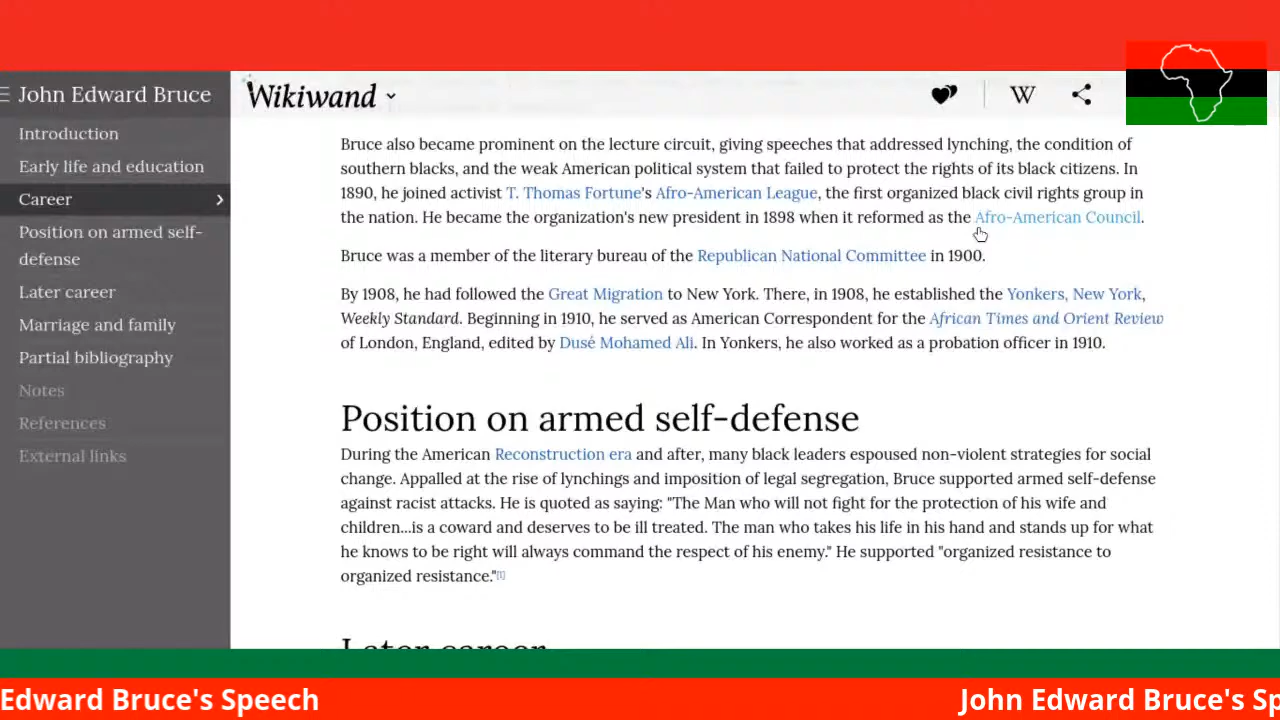 John Edward Bruce
Wikiwand
W
Introduction
Early life and education
Career
Position on armed self-
defense
Later career
Marriage and family
Partial bibliography
Notes
References
External links
Bruce also became prominent on the lecture circuit, giving speeches that addressed lynching, the condition of
southern blacks, and the weak American political system that failed to protect the rights of its black citizens. In
1890, he joined activist T. Thomas Fortune's Afro-American League, the first organized black civil rights group in
the nation. He became the organization's new president in 1898 when it reformed as the Afro-American Council.
Bruce was a member of the literary bureau of the Republican National Committee in 1900.
By 1908, he had followed the Great Migration to New York. There, in 1908, he established the Yonkers, New York,
Weekly Standard. Beginning in 1910, he served as American Correspondent for the African Times and Orient Review
of London, England, edited by Dusé Mohamed Ali. In Yonkers, he also worked as a probation officer in 1910.
Position on armed self-defense
During the American Reconstruction era and after, many black leaders espoused non-violent strategies for social
change. Appalled at the rise of lynchings and imposition of legal segregation, Bruce supported armed self-defense
against racist attacks. He is quoted as saying: "The Man who will not fight for the protection of his wife and
children...is a coward and deserves to be ill treated. The man who takes his life in his hand and stands up for what
he knows to be right will always command the respect of his enemy." He supported "organized resistance to
organized resistance."[1]
Later career
Edward Bruce's Speech
John Edward Bruce's Sp